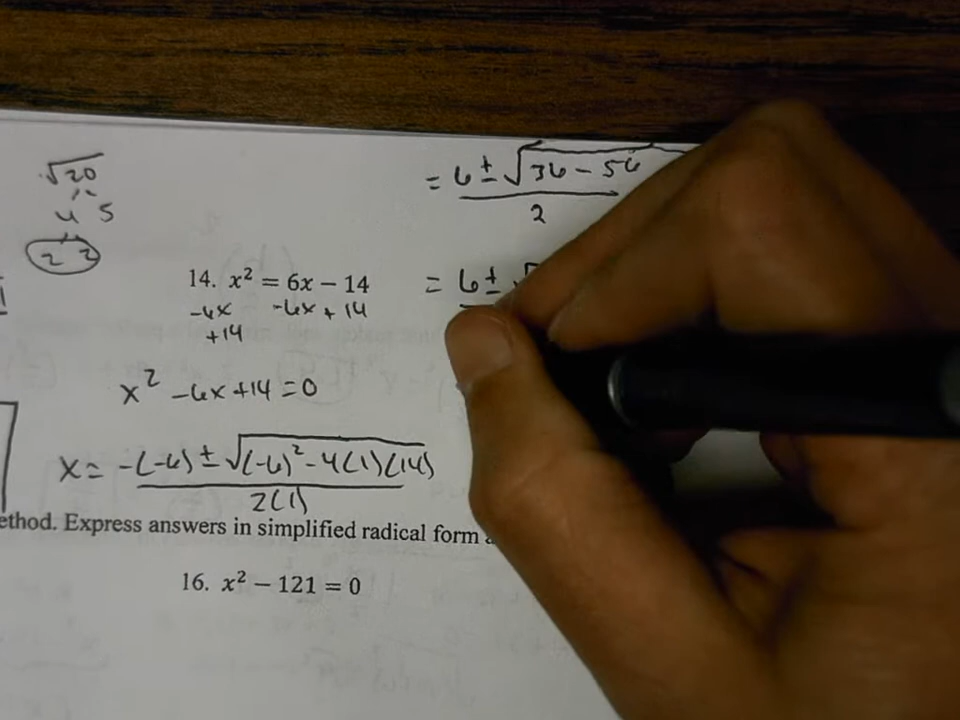 √20
4 5
2 2
= 6 ± √36 - 56
2
14. x² = 6x − 14
-6x -6x + 14
+14
= 6 ±
x² - 6x + 14 = 0
x = -(-6) ± √(-6)² - 4(1)(14)
2(1)
ethod. Express answers in simplified radical form
16. x² − 121 = 0